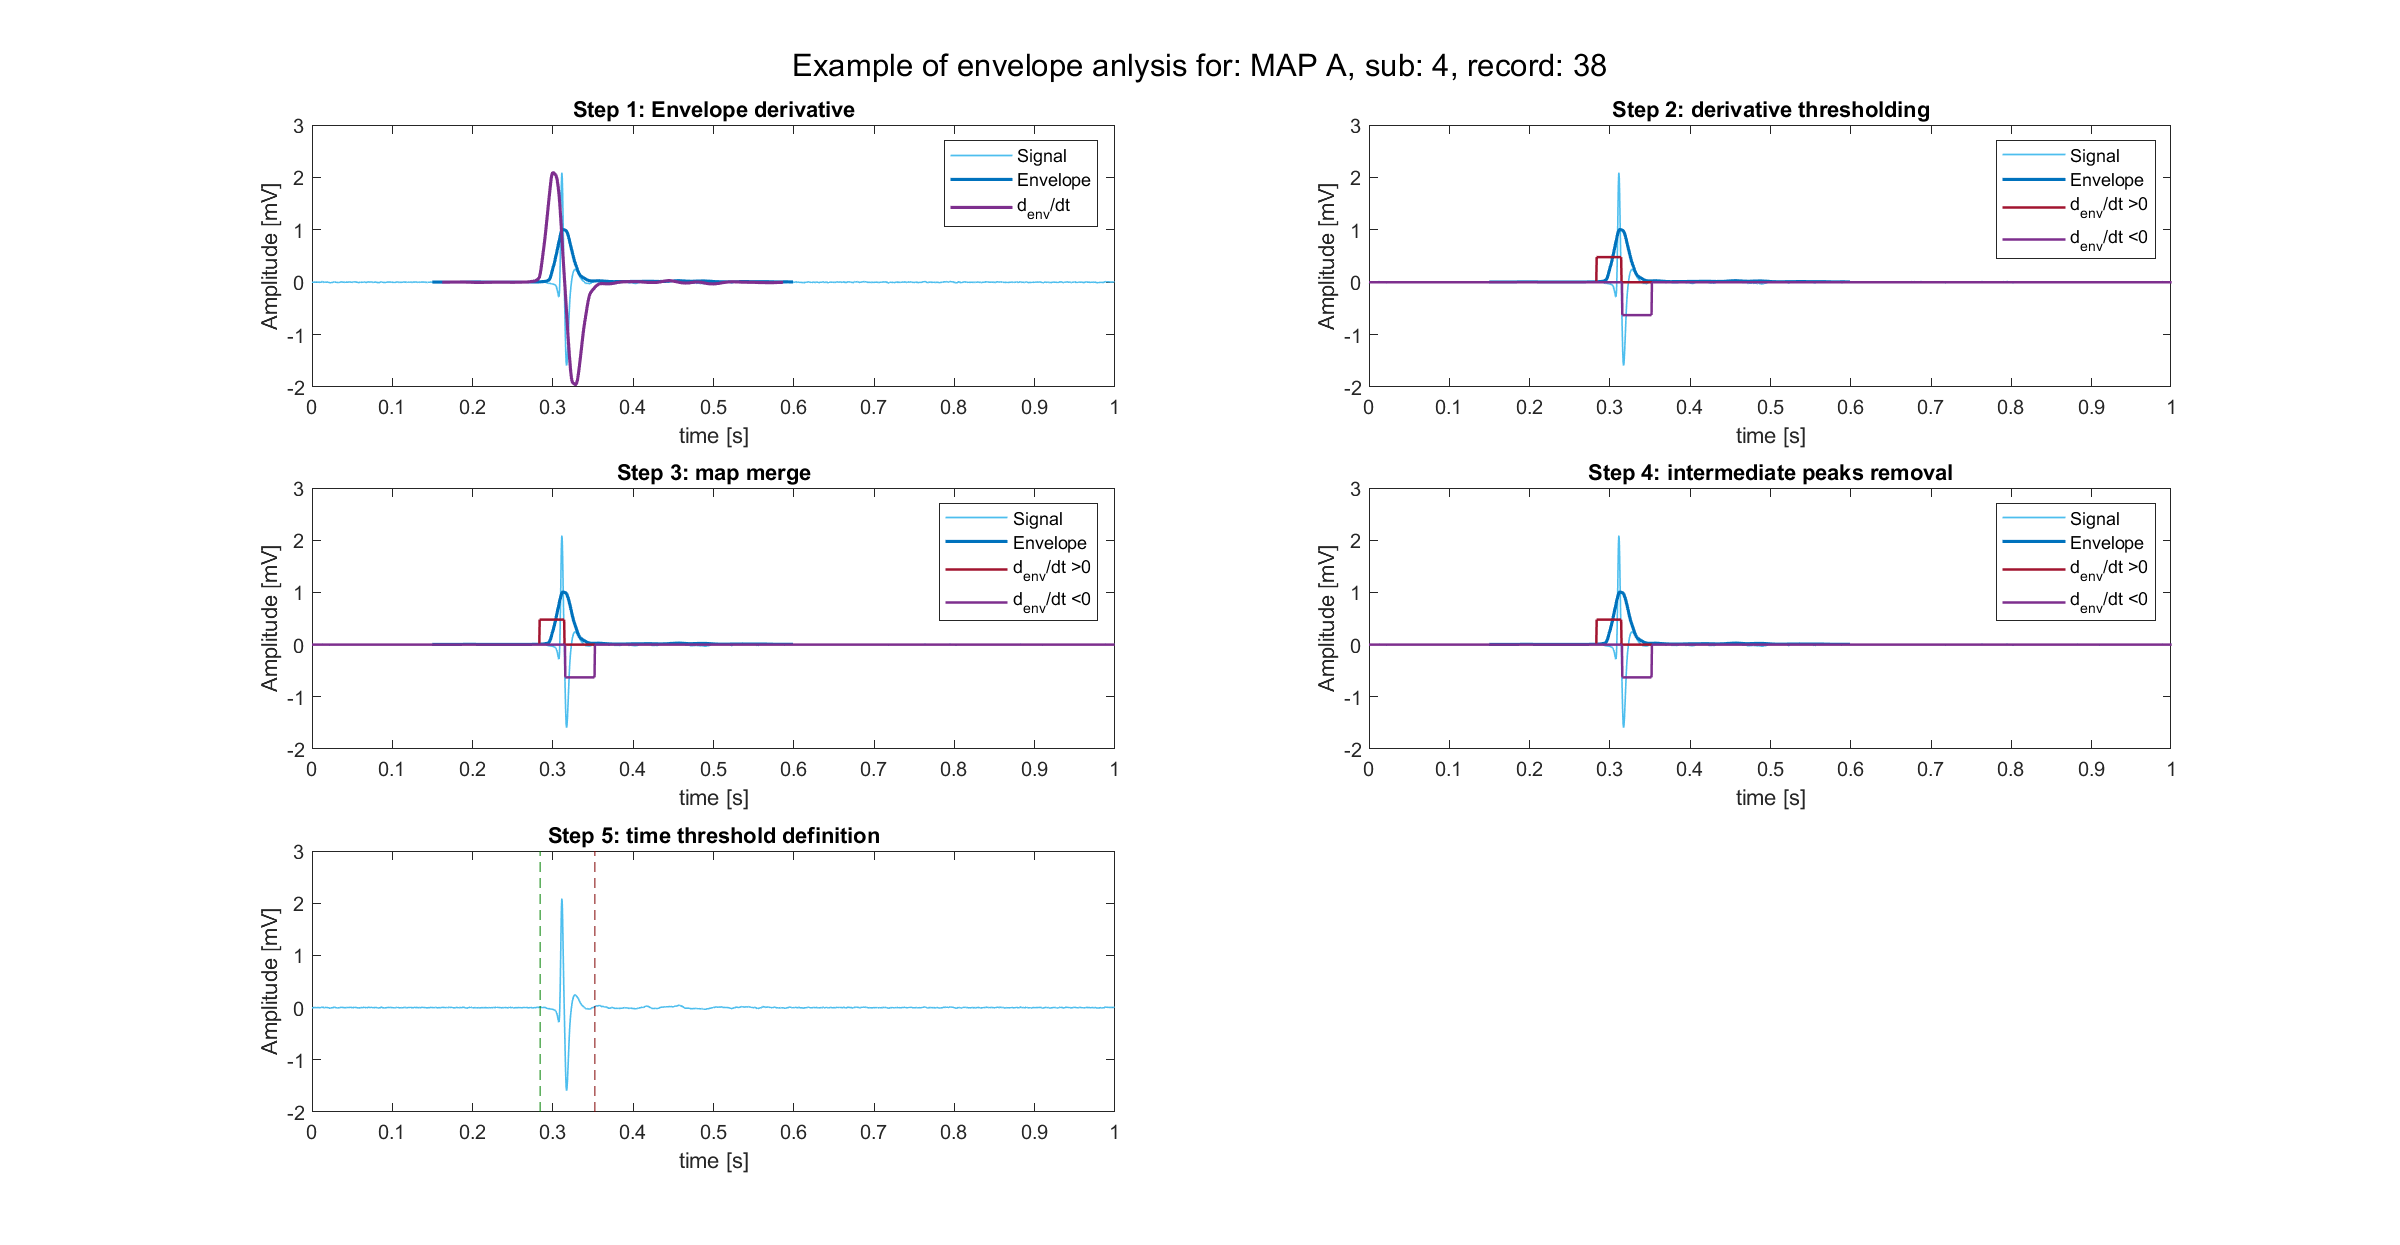 Example of envelope anlysis for: MAP A, sub: 4, record: 38
Step 1: Envelope derivative
3
2
1
0
-1
-2
Amplitude [mV]
0 0.1 0.2 0.3 0.4 0.5 0.6 0.7 0.8 0.9 1
time [s]
Signal
Envelope
d_env/dt
Step 2: derivative thresholding
3
2
1
0
-1
-2
Amplitude [mV]
0 0.1 0.2 0.3 0.4 0.5 0.6 0.7 0.8 0.9 1
time [s]
Signal
Envelope
d_env/dt >0
d_env/dt <0
Step 3: map merge
3
2
1
0
-1
-2
Amplitude [mV]
0 0.1 0.2 0.3 0.4 0.5 0.6 0.7 0.8 0.9 1
time [s]
Signal
Envelope
d_env/dt >0
d_env/dt <0
Step 4: intermediate peaks removal
3
2
1
0
-1
-2
Amplitude [mV]
0 0.1 0.2 0.3 0.4 0.5 0.6 0.7 0.8 0.9 1
time [s]
Signal
Envelope
d_env/dt >0
d_env/dt <0
Step 5: time threshold definition
3
2
1
0
-1
-2
Amplitude [mV]
0 0.1 0.2 0.3 0.4 0.5 0.6 0.7 0.8 0.9 1
time [s]